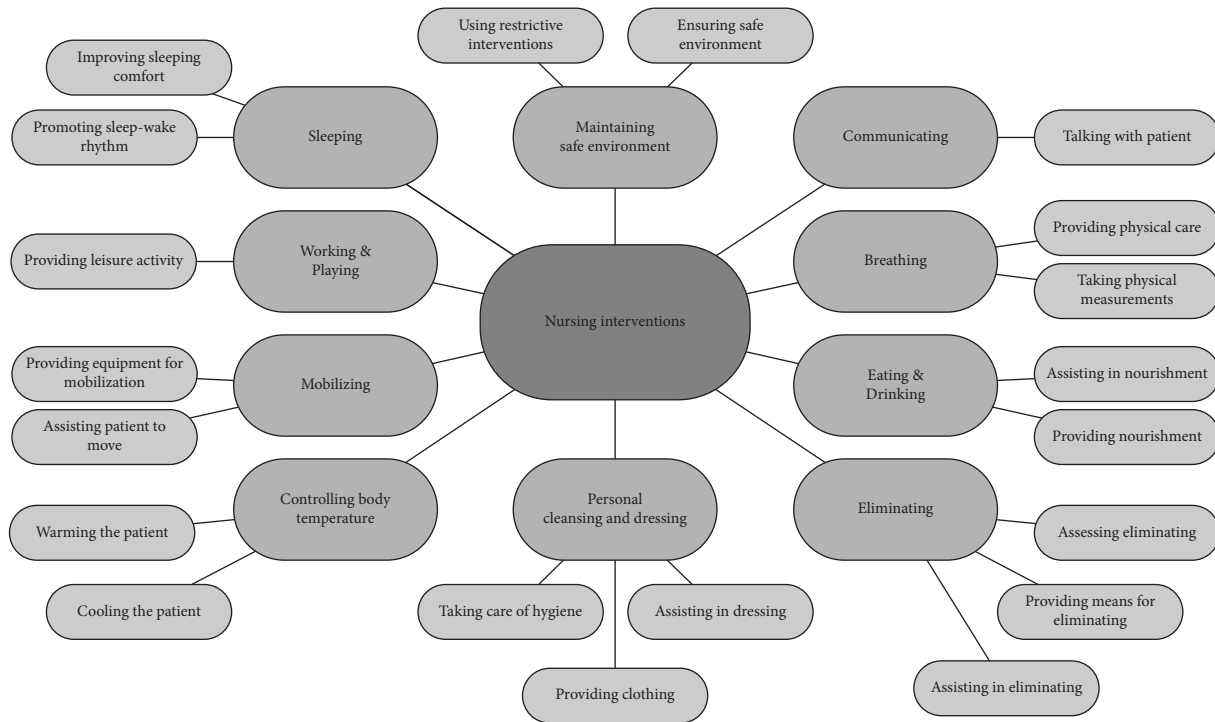 Using restrictive
interventions
Ensuring safe
environment
Improving sleeping
comfort
Promoting sleep-wake
rhythm
Sleeping
Maintaining
safe environment
Communicating
Talking with patient
Providing leisure activity
Working &
Playing
Nursing interventions
Breathing
Providing physical care
Taking physical
measurements
Providing equipment for
mobilization
Assisting patient to
move
Mobilizing
Eating &
Drinking
Assisting in nourishment
Providing nourishment
Warming the patient
Cooling the patient
Controlling body
temperature
Personal
cleansing and dressing
Eliminating
Assessing eliminating
Taking care of hygiene
Assisting in dressing
Providing clothing
Providing means for
eliminating
Assisting in eliminating